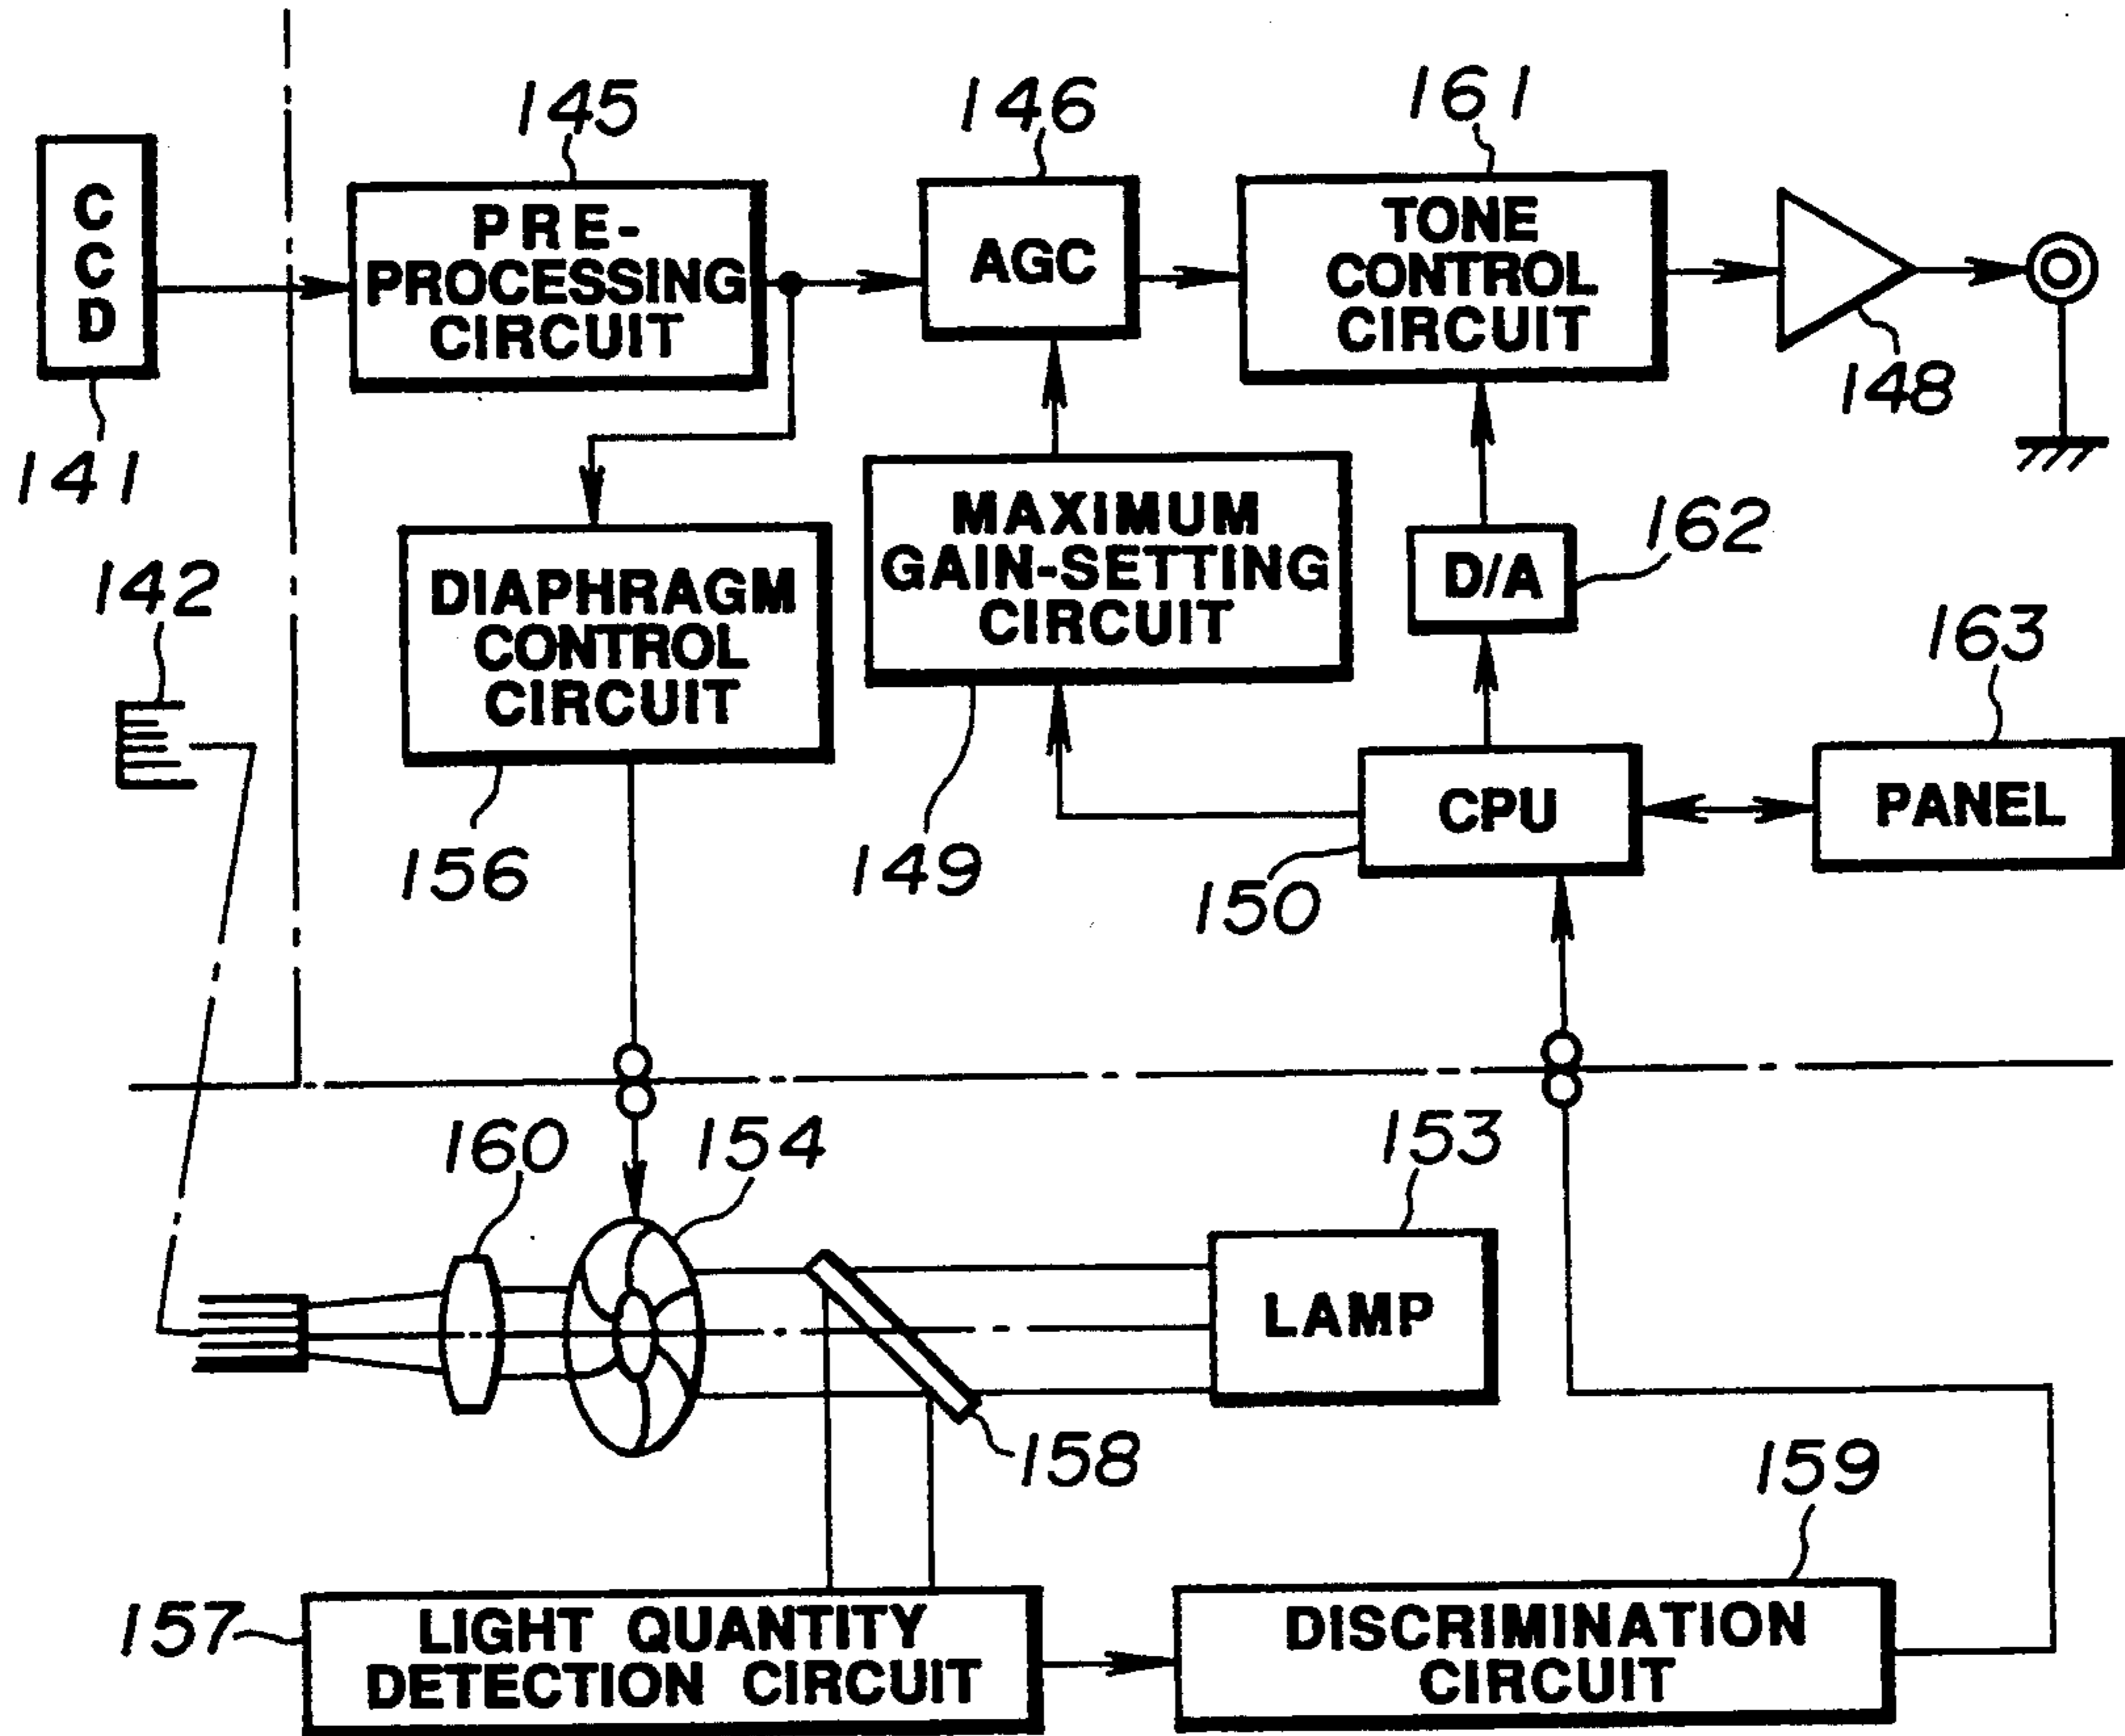 145
146
161
C
C
D
PRE-
PROCESSING
CIRCUIT
AGC
TONE
CONTROL
CIRCUIT
148
141
142
DIAPHRAGM
CONTROL
CIRCUIT
MAXIMUM
GAIN-SETTING
CIRCUIT
D/A
162
163
156
149
150
CPU
PANEL
160
154
153
LAMP
158
159
157
LIGHT QUANTITY
DETECTION CIRCUIT
DISCRIMINATION
CIRCUIT